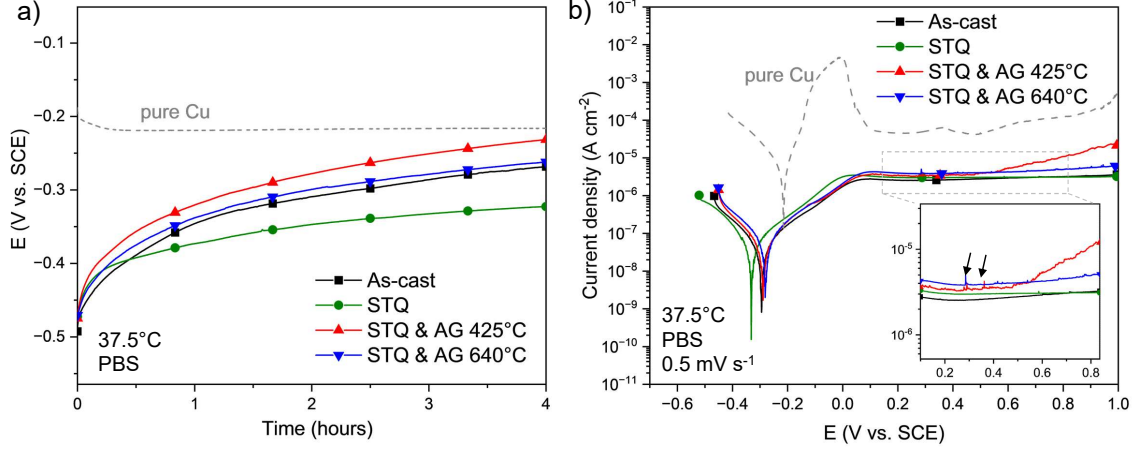 a)
−0.1
−0.2
−0.3
−0.4
−0.5
E (V vs. SCE)
pure Cu
As-cast
STQ
STQ & AG 425°C
STQ & AG 640°C
37.5°C
PBS
0
1
2
3
4
Time (hours)
b)
10⁻¹
10⁻²
10⁻³
10⁻⁴
10⁻⁵
10⁻⁶
10⁻⁷
10⁻⁸
10⁻⁹
10⁻¹⁰
10⁻¹¹
Current density (A cm⁻²)
As-cast
STQ
STQ & AG 425°C
STQ & AG 640°C
pure Cu
37.5°C
PBS
0.5 mV s⁻¹
10⁻⁵
10⁻⁶
0.2 0.4 0.6 0.8
−0.6 −0.4 −0.2 0.0 0.2 0.4 0.6 0.8 1.0
E (V vs. SCE)